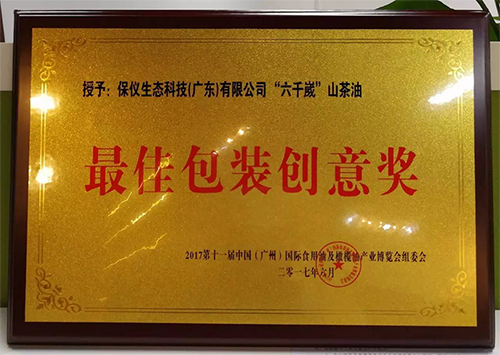 授予：保仪生态科技(广东)有限公司“六千嵗”山茶油
最佳包装创意奖
2017第十一届中国（广州）国际食用油及橄榄油产业博览会组委会
二零一七年六月